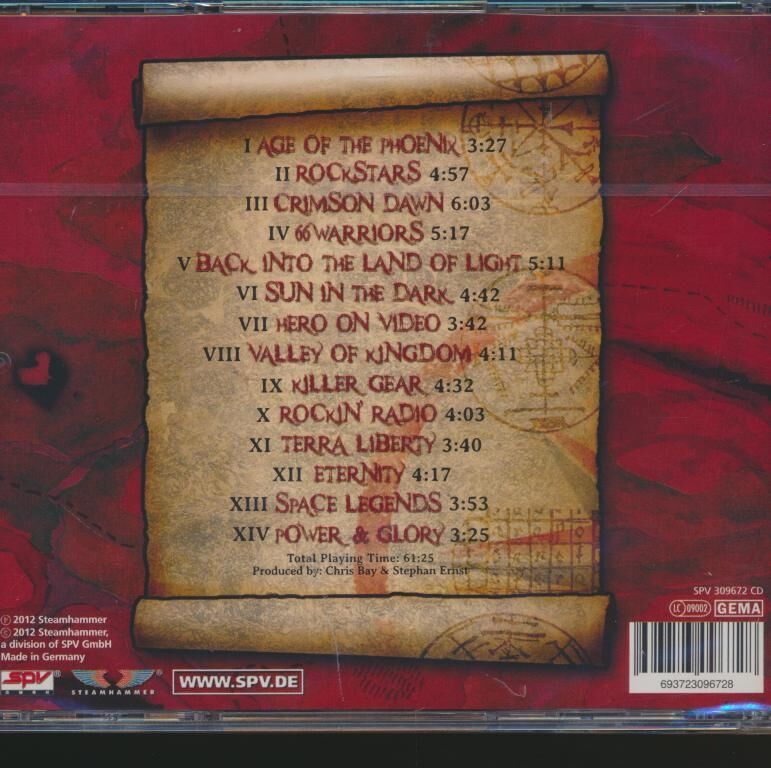 I AGE OF THE PHOENIX 3:27
II ROCKSTARS 4:57
III CRIMSON DAWN 6:03
IV 66 WARRIORS 5:17
V BACK INTO THE LAND OF LIGHT 5:11
VI SUN IN THE DARK 4:42
VII HERO ON VIDEO 3:42
VIII VALLEY OF KINGDOM 4:11
IX KILLER GEAR 4:32
X ROCKIN' RADIO 4:03
XI TERRA LIBERTY 3:40
XII ETERNITY 4:17
XIII SPACE LEGENDS 3:53
XIV POWER & GLORY 3:25
Total Playing Time: 61:25
Produced by: Chris Bay & Stephan Ernst
℗ 2012 Steamhammer
© 2012 Steamhammer,
a division of SPV GmbH
Made in Germany
SPV®
STEAMHAMMER®
WWW.SPV.DE
SPV 309672 CD
LC 09002 GEMA
693723096728